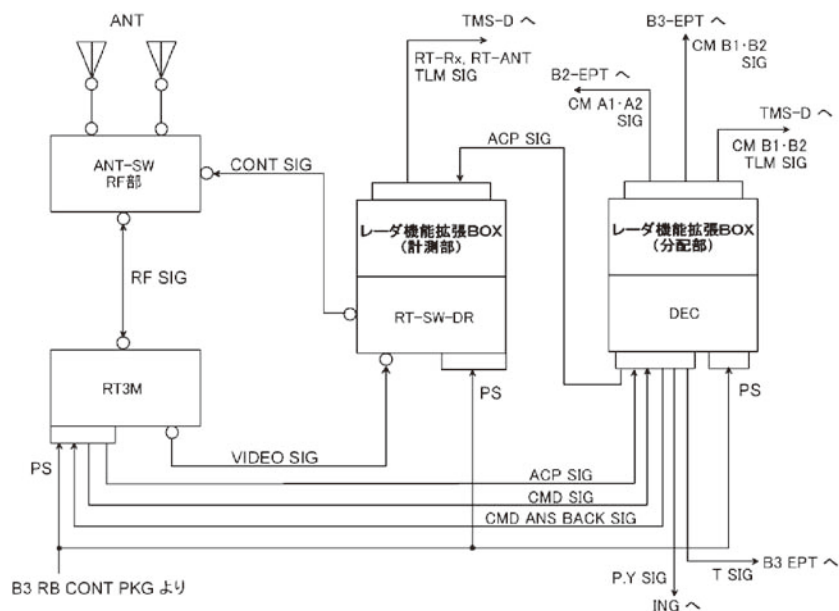 ANT
TMS-D へ
RT-Rx, RT-ANT
TLM SIG
B3-EPT へ
CM B1·B2
SIG
B2-EPT へ
CM A1·A2
SIG
TMS-D へ
CM B1·B2
TLM SIG
ACP SIG
ANT-SW
RF部
CONT SIG
レーダ機能拡張BOX
(計測部)
レーダ機能拡張BOX
(分配部)
RF SIG
RT-SW-DR
DEC
RT3M
PS
PS
VIDEO SIG
PS
ACP SIG
CMD SIG
CMD ANS BACK SIG
B3 RB CONT PKG より
P.Y SIG
T SIG
B3 EPT へ
ING へ